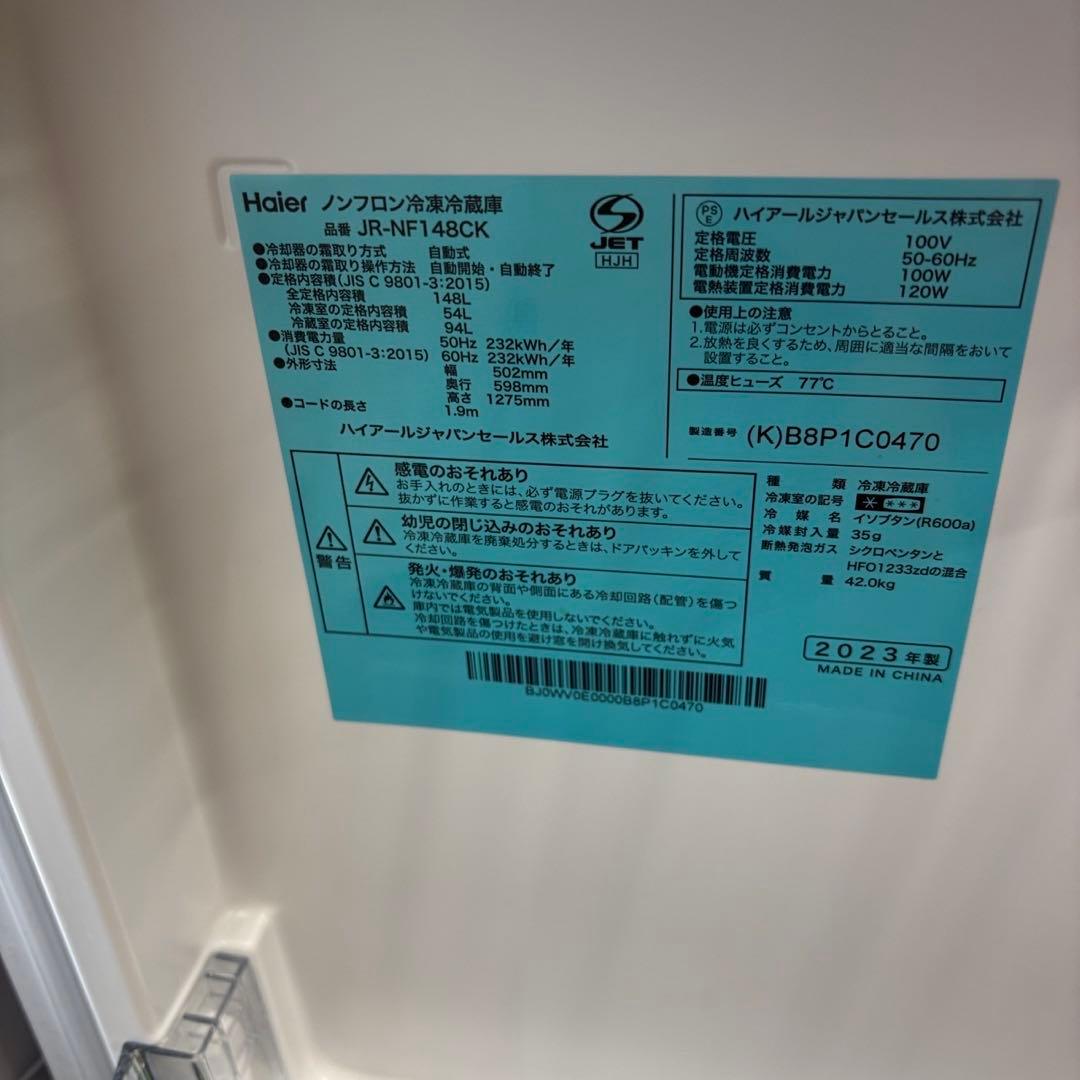 Haier ノンフロン冷凍冷蔵庫
品番 JR-NF148CK
●冷却器の霜取り方式 自動式
●冷却器の霜取り操作方法 自動開始・自動終了
●定格内容積(JIS C 9801-3:2015)
全定格内容積 148L
冷凍室の定格内容積 54L
冷蔵室の定格内容積 94L
●消費電力量 50Hz 232kWh/年
(JIS C 9801-3:2015) 60Hz 232kWh/年
●外形寸法 幅 502mm
奥行 598mm
高さ 1275mm
●コードの長さ 1.9m
ハイアールジャパンセールス株式会社
JET
HJH
PSE ハイアールジャパンセールス株式会社
定格電圧 100V
定格周波数 50-60Hz
電動機定格消費電力 100W
電熱装置定格消費電力 120W
●使用上の注意
1.電源は必ずコンセントからとること。
2.放熱を良くするため、周囲に適当な間隔をおいて
設置すること。
●温度ヒューズ 77℃
製造番号 (K)B8P1C0470
警告
感電のおそれあり
お手入れのときには、必ず電源プラグを抜いてください。
抜かずに作業すると感電のおそれがあります。
幼児の閉じ込みのおそれあり
冷凍冷蔵庫を廃棄処分するときは、ドアパッキンを外して
ください。
発火・爆発のおそれあり
冷凍冷蔵庫の背面や側面にある冷却回路(配管)を傷つ
けないでください。
庫内では電気製品を使用しないでください。
冷却回路を傷つけたときは、冷凍冷蔵庫に触れずに火気
や電気製品の使用を避け窓を開け換気してください。
種類 冷凍冷蔵庫
冷凍室の記号 * ***
冷媒名 イソブタン(R600a)
冷媒封入量 35g
断熱発泡ガス シクロペンタンと
HFO1233zdの混合
質量 42.0kg
2023年製
MADE IN CHINA
BJ0WV0E0000B8P1C0470